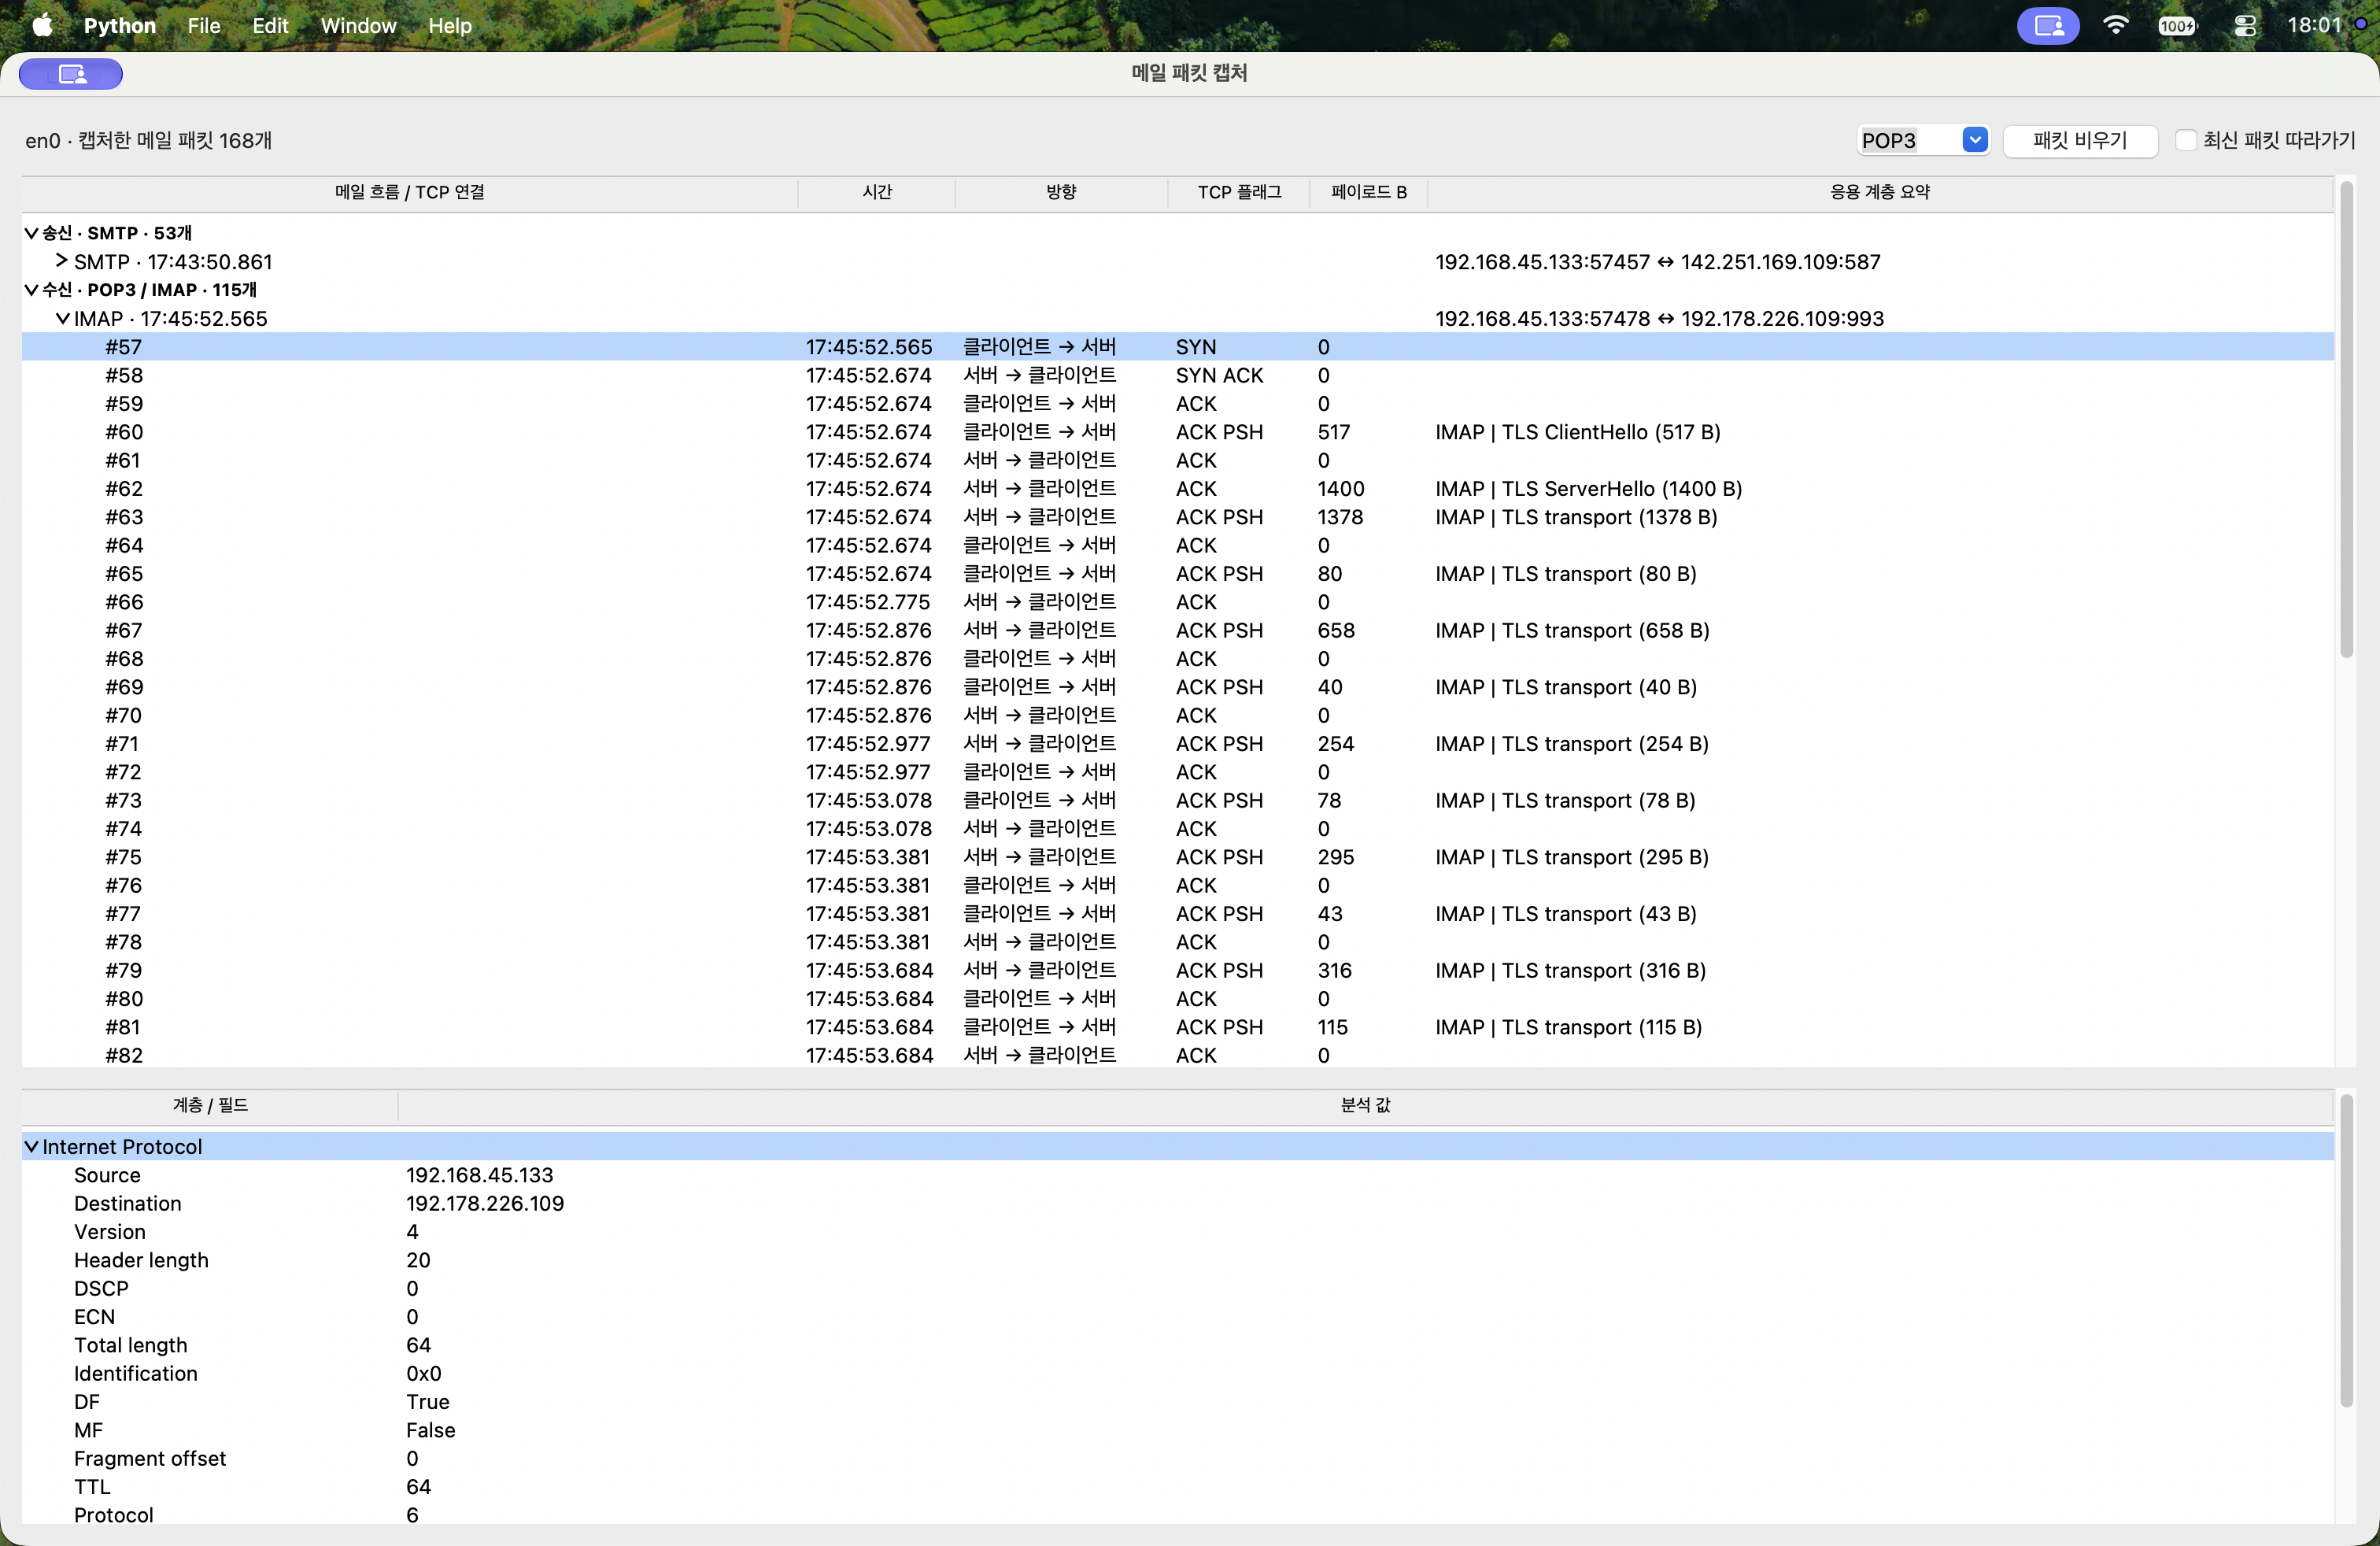 Python File Edit Window Help 100 18:01
메일 패킷 캡처
en0 · 캡처한 메일 패킷 168개 POP3 패킷 비우기 최신 패킷 따라가기
메일 흐름 / TCP 연결 시간 방향 TCP 플래그 페이로드 B 응용 계층 요약
송신 · SMTP · 53개
SMTP · 17:43:50.861 192.168.45.133:57457 ↔ 142.251.169.109:587
수신 · POP3 / IMAP · 115개
IMAP · 17:45:52.565 192.168.45.133:57478 ↔ 192.178.226.109:993
#57 17:45:52.565 클라이언트 → 서버 SYN 0
#58 17:45:52.674 서버 → 클라이언트 SYN ACK 0
#59 17:45:52.674 클라이언트 → 서버 ACK 0
#60 17:45:52.674 클라이언트 → 서버 ACK PSH 517 IMAP | TLS ClientHello (517 B)
#61 17:45:52.674 서버 → 클라이언트 ACK 0
#62 17:45:52.674 서버 → 클라이언트 ACK 1400 IMAP | TLS ServerHello (1400 B)
#63 17:45:52.674 서버 → 클라이언트 ACK PSH 1378 IMAP | TLS transport (1378 B)
#64 17:45:52.674 클라이언트 → 서버 ACK 0
#65 17:45:52.674 클라이언트 → 서버 ACK PSH 80 IMAP | TLS transport (80 B)
#66 17:45:52.775 서버 → 클라이언트 ACK 0
#67 17:45:52.876 서버 → 클라이언트 ACK PSH 658 IMAP | TLS transport (658 B)
#68 17:45:52.876 클라이언트 → 서버 ACK 0
#69 17:45:52.876 클라이언트 → 서버 ACK PSH 40 IMAP | TLS transport (40 B)
#70 17:45:52.876 서버 → 클라이언트 ACK 0
#71 17:45:52.977 서버 → 클라이언트 ACK PSH 254 IMAP | TLS transport (254 B)
#72 17:45:52.977 클라이언트 → 서버 ACK 0
#73 17:45:53.078 클라이언트 → 서버 ACK PSH 78 IMAP | TLS transport (78 B)
#74 17:45:53.078 서버 → 클라이언트 ACK 0
#75 17:45:53.381 서버 → 클라이언트 ACK PSH 295 IMAP | TLS transport (295 B)
#76 17:45:53.381 클라이언트 → 서버 ACK 0
#77 17:45:53.381 클라이언트 → 서버 ACK PSH 43 IMAP | TLS transport (43 B)
#78 17:45:53.381 서버 → 클라이언트 ACK 0
#79 17:45:53.684 서버 → 클라이언트 ACK PSH 316 IMAP | TLS transport (316 B)
#80 17:45:53.684 클라이언트 → 서버 ACK 0
#81 17:45:53.684 클라이언트 → 서버 ACK PSH 115 IMAP | TLS transport (115 B)
#82 17:45:53.684 서버 → 클라이언트 ACK 0
계층 / 필드 분석 값
Internet Protocol
Source 192.168.45.133
Destination 192.178.226.109
Version 4
Header length 20
DSCP 0
ECN 0
Total length 64
Identification 0x0
DF True
MF False
Fragment offset 0
TTL 64
Protocol 6